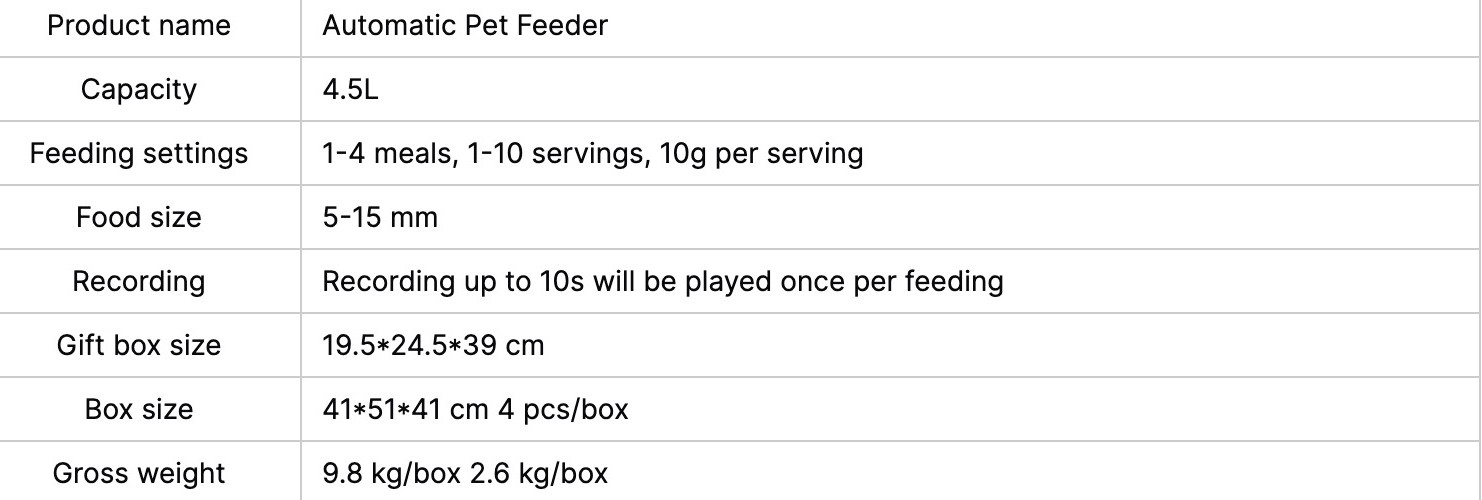 Product name Automatic Pet Feeder
Capacity 4.5L
Feeding settings 1-4 meals, 1-10 servings, 10g per serving
Food size 5-15 mm
Recording Recording up to 10s will be played once per feeding
Gift box size 19.5*24.5*39 cm
Box size 41*51*41 cm 4 pcs/box
Gross weight 9.8 kg/box 2.6 kg/box